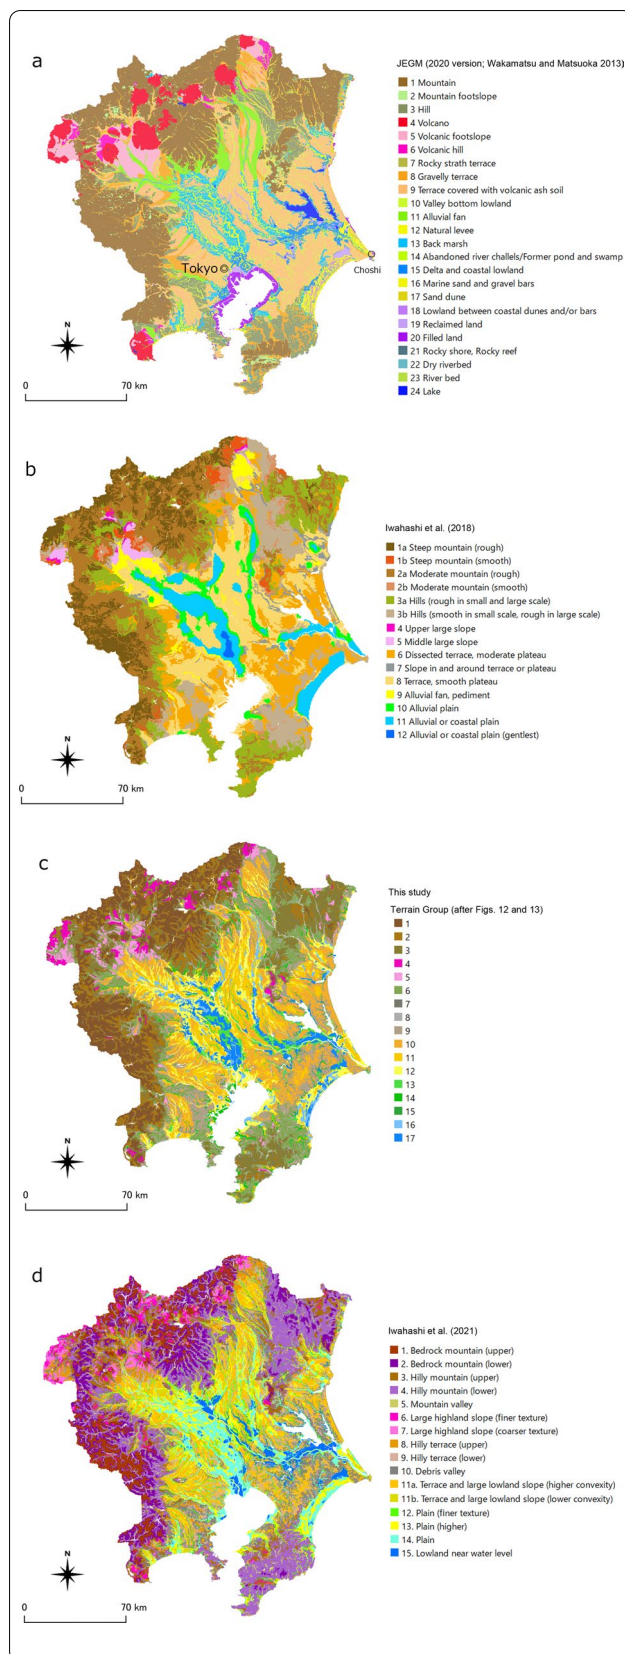 a
JEGM (2020 version; Wakamatsu and Matsuoka 2013)
1 Mountain
2 Mountain footslope
3 Hill
4 Volcano
5 Volcanic footslope
6 Volcanic hill
7 Rocky strath terrace
8 Gravelly terrace
9 Terrace covered with volcanic ash soil
10 Valley bottom lowland
11 Alluvial fan
12 Natural levee
13 Back marsh
14 Abandoned river challels/Former pond and swamp
15 Delta and coastal lowland
16 Marine sand and gravel bars
17 Sand dune
18 Lowland between coastal dunes and/or bars
19 Reclaimed land
20 Filled land
21 Rocky shore, Rocky reef
22 Dry riverbed
23 River bed
24 Lake
Tokyo
Choshi
N
0 70 km
b
Iwahashi et al. (2018)
1a Steep mountain (rough)
1b Steep mountain (smooth)
2a Moderate mountain (rough)
2b Moderate mountain (smooth)
3a Hills (rough in small and large scale)
3b Hills (smooth in small scale, rough in large scale)
4 Upper large slope
5 Middle large slope
6 Dissected terrace, moderate plateau
7 Slope in and around terrace or plateau
8 Terrace, smooth plateau
9 Alluvial fan, pediment
10 Alluvial plain
11 Alluvial or coastal plain
12 Alluvial or coastal plain (gentlest)
N
0 70 km
c
This study
Terrain Group (after Figs. 12 and 13)
1
2
3
4
5
6
7
8
9
10
11
12
13
14
15
16
17
N
0 70 km
d
Iwahashi et al. (2021)
1. Bedrock mountain (upper)
2. Bedrock mountain (lower)
3. Hilly mountain (upper)
4. Hilly mountain (lower)
5. Mountain valley
6. Large highland slope (finer texture)
7. Large highland slope (coarser texture)
8. Hilly terrace (upper)
9. Hilly terrace (lower)
10. Debris valley
11a. Terrace and large lowland slope (higher convexity)
11b. Terrace and large lowland slope (lower convexity)
12. Plain (finer texture)
13. Plain (higher)
14. Plain
15. Lowland near water level
N
0 70 km